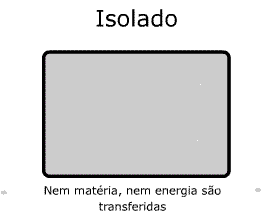 Isolado
Nem matéria, nem energia são
transferidas